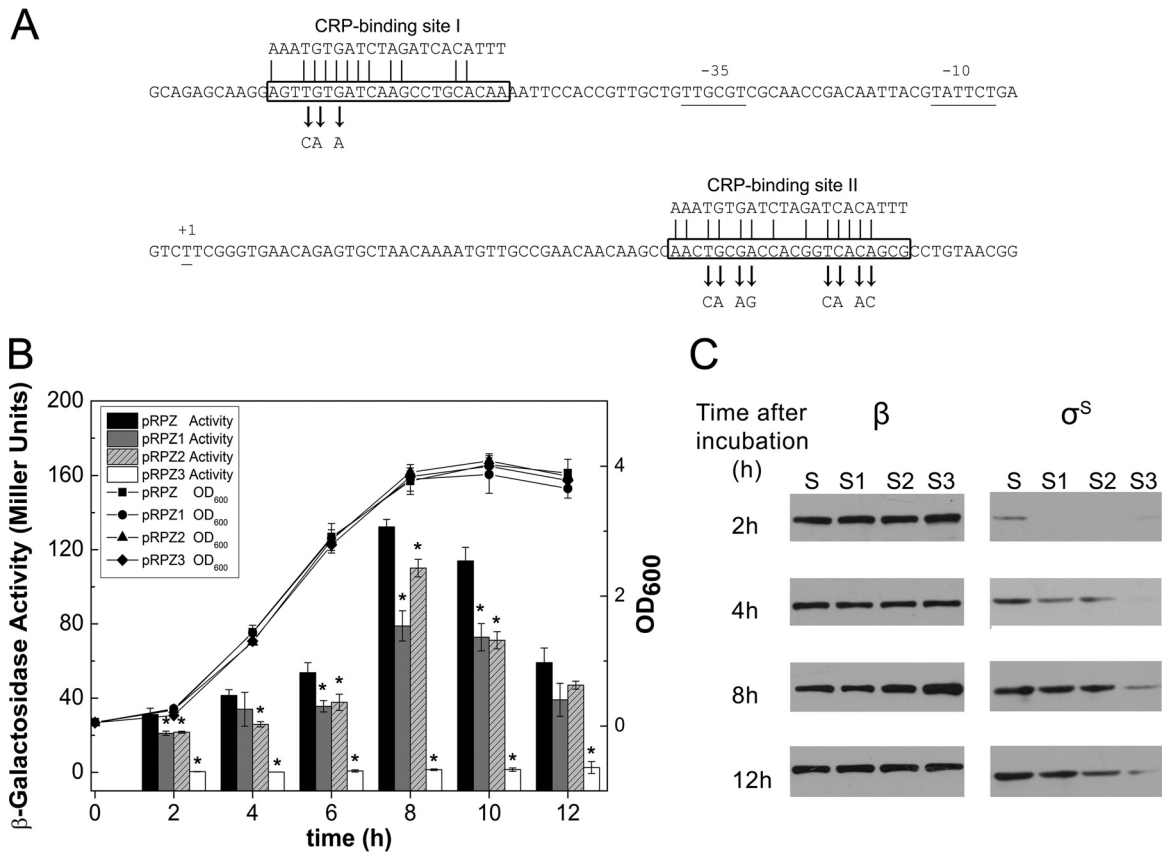 A
CRP-binding site I
AAATGTGATCTAGATCACATTT
-35
-10
GCAGAGCAAGGAGTTGTGATCAAGCCTGCACAAAATTCCACCGTTGCTGTTGCGTCGCAACCGACAATTACGTATTCTGA
CA A
CRP-binding site II
AAATGTGATCTAGATCACATTT
+1
GTCTTCGGGTGAACAGAGTGCTAACAAAATGTTGCCGAACAACAAGCCAACTGCGACCACGGTCACAGCGCCTGTAACGG
CA AG CA AC
B
β-Galactosidase Activity (Miller Units)
200
160
120
80
40
0
pRPZ Activity
pRPZ1 Activity
pRPZ2 Activity
pRPZ3 Activity
pRPZ OD600
pRPZ1 OD600
pRPZ2 OD600
pRPZ3 OD600
* * * * * * * * * * * * * * *
4
2
0
OD600
0 2 4 6 8 10 12
time (h)
C
Time after incubation (h)
β
σS
S S1 S2 S3
S S1 S2 S3
2h
4h
8h
12h